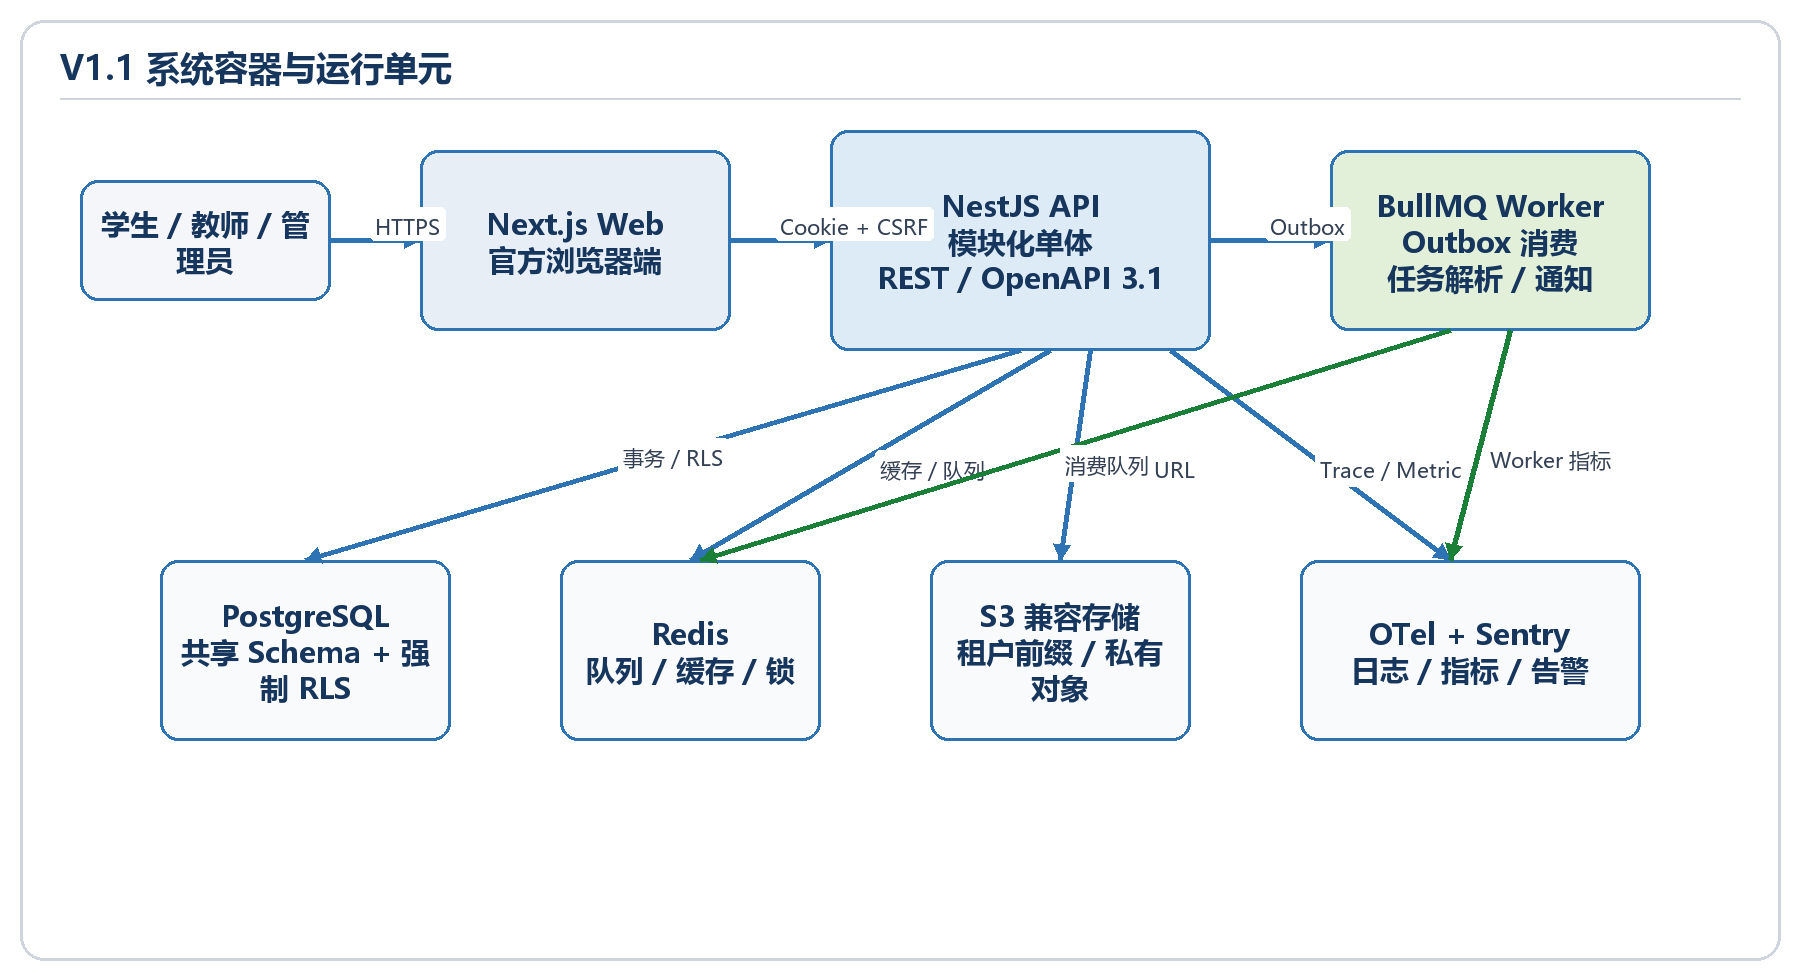 V1.1 系统容器与运行单元
学生 / 教师 / 管
理员
HTTPS
Next.js Web
官方浏览器端
Cookie + CSRF
NestJS API
模块化单体
REST / OpenAPI 3.1
Outbox
BullMQ Worker
Outbox 消费
任务解析 / 通知
事务 / RLS
缓存 / 队列
消费队列
URL
Trace / Metric
Worker 指标
PostgreSQL
共享 Schema + 强
制 RLS
Redis
队列 / 缓存 / 锁
S3 兼容存储
租户前缀 / 私有
对象
OTel + Sentry
日志 / 指标 / 告警